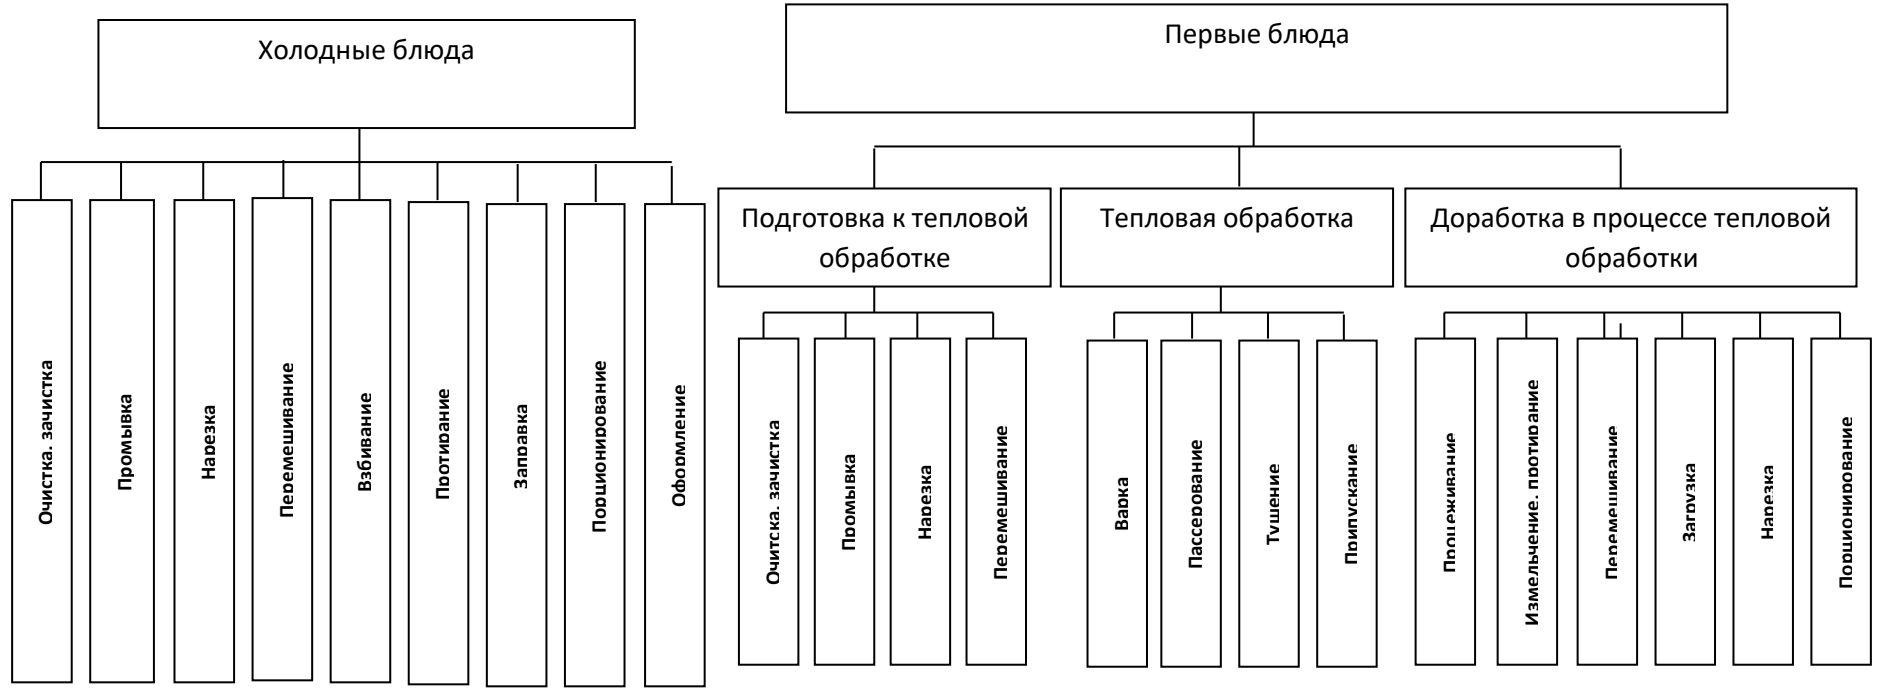 Холодные блюда
Первые блюда
Подготовка к тепловой
обработке
Тепловая обработка
Доработка в процессе тепловой
обработки
Очистка, зачистка
Промывка
Нарезка
Перемешивание
Взбивание
Протирание
Заправка
Порционирование
Оформление
Очитска, зачистка
Промывка
Нарезка
Перемешивание
Варка
Пассерование
Тушение
Припускание
Процеживание
Измельчение, протирание
Перемешивание
Загрузка
Нарезка
Порционирование